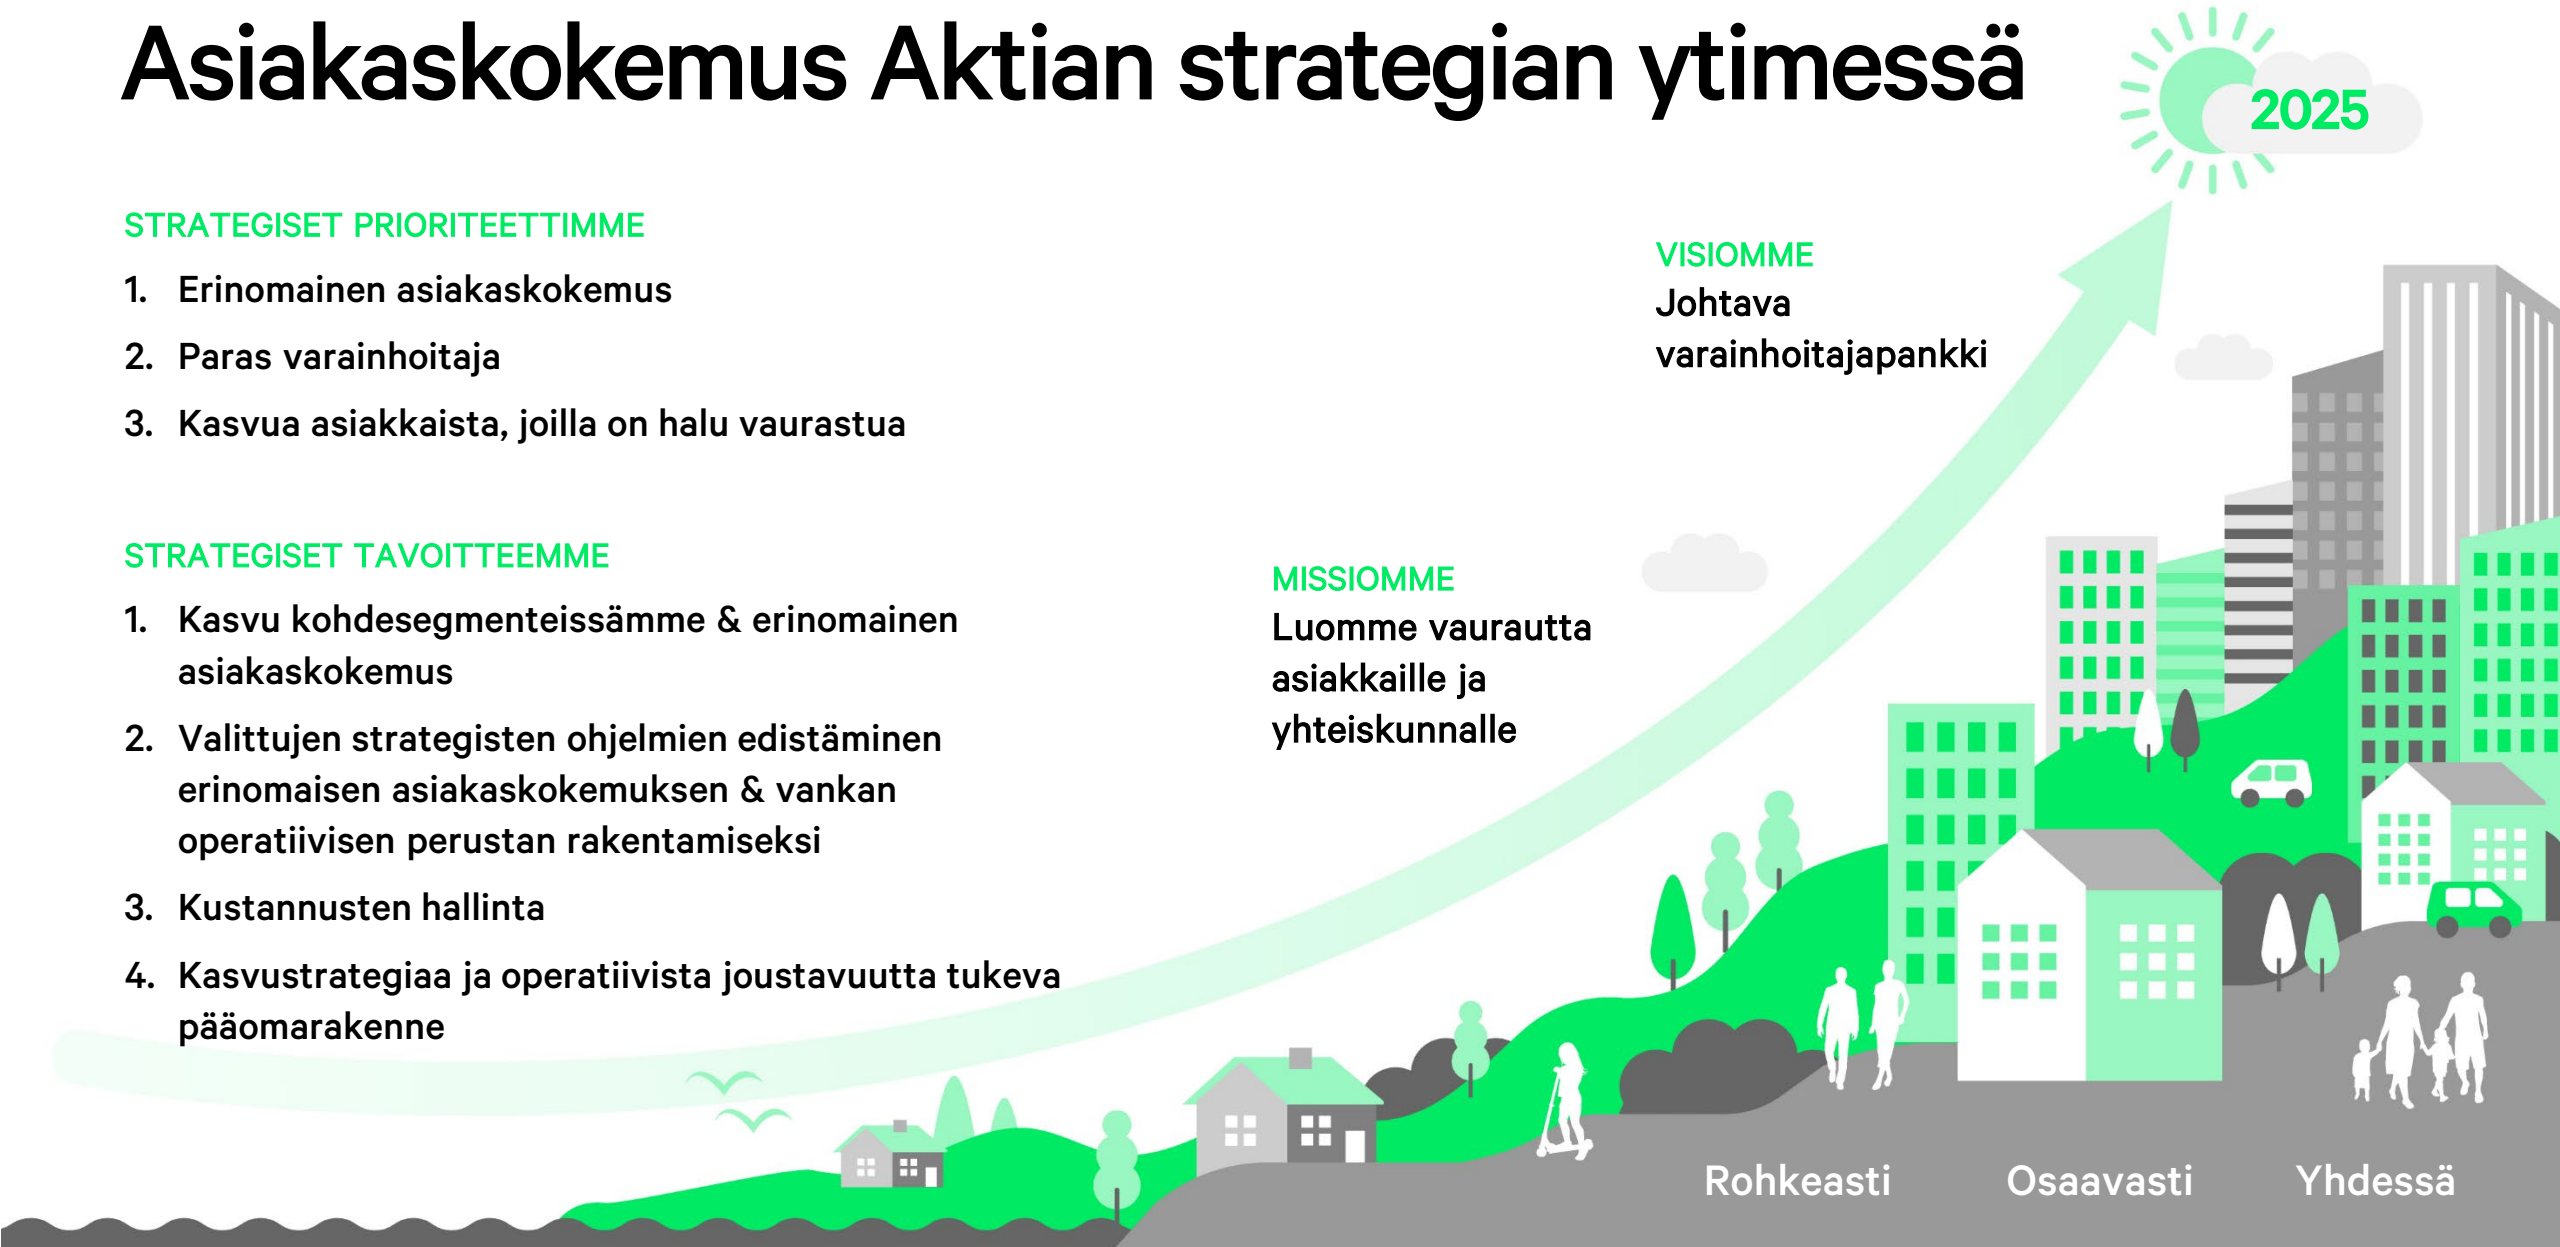 Asiakaskokemus Aktian strategian ytimessä
2025
STRATEGISET PRIORITEETTIMME
1. Erinomainen asiakaskokemus
2. Paras varainhoitaja
3. Kasvua asiakkaista, joilla on halu vaurastua
STRATEGISET TAVOITTEEMME
1. Kasvu kohdesegmenteissämme & erinomainen
asiakaskokemus
2. Valittujen strategisten ohjelmien edistäminen
erinomaisen asiakaskokemuksen & vankan
operatiivisen perustan rakentamiseksi
3. Kustannusten hallinta
4. Kasvustrategiaa ja operatiivista joustavuutta tukeva
pääomarakenne
VISIOMME
Johtava
varainhoitajapankki
MISSIOMME
Luomme vaurautta
asiakkaille ja
yhteiskunnalle
Rohkeasti
Osaavasti
Yhdessä